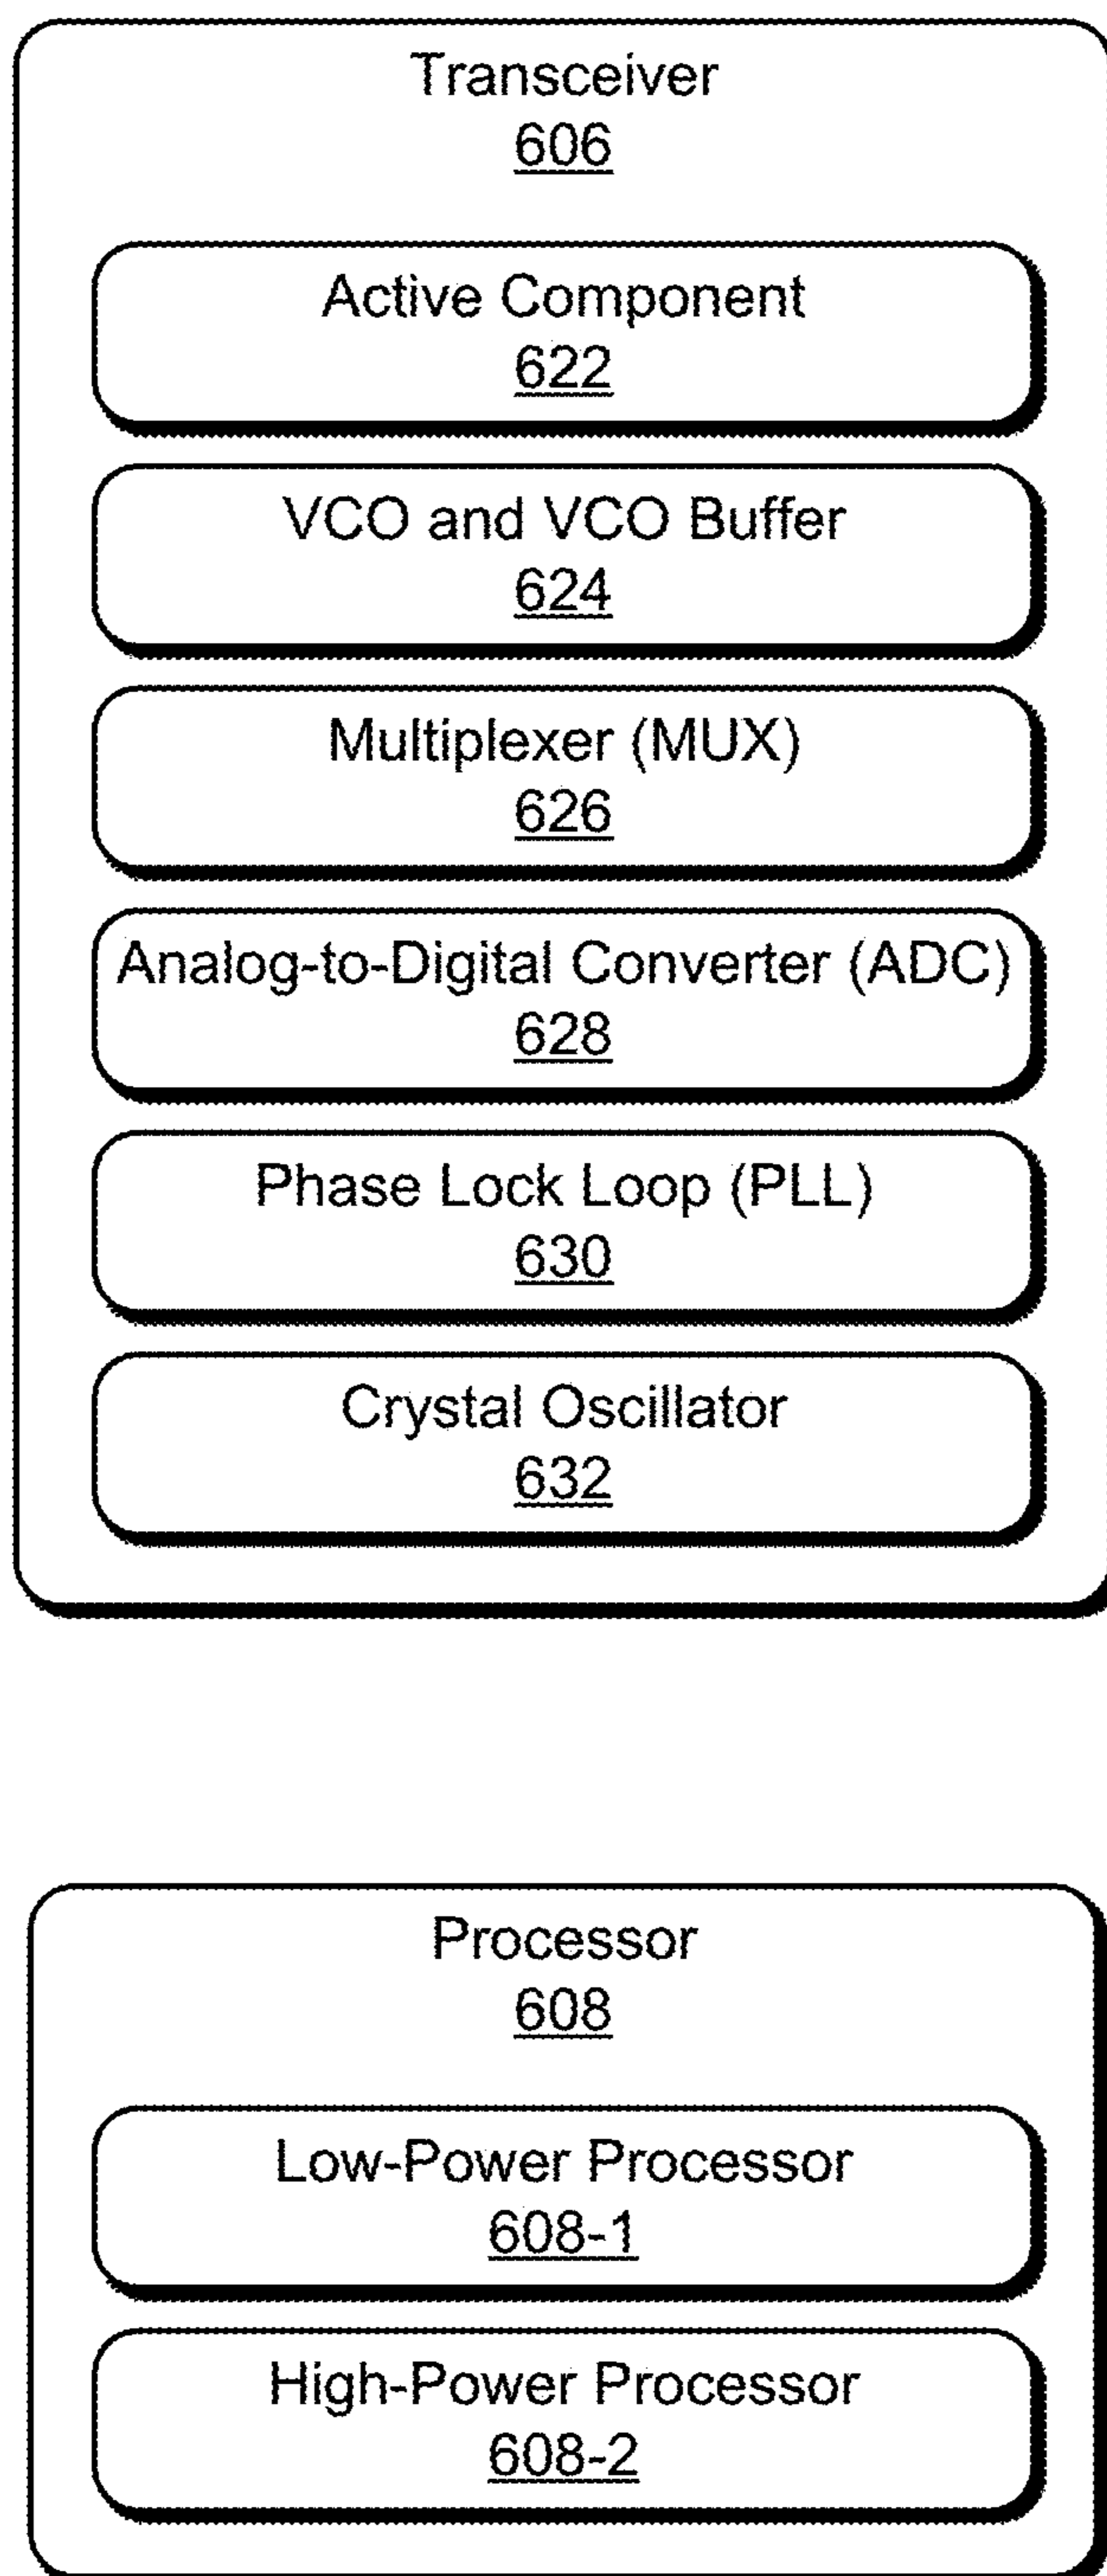 Transceiver
606
Active Component
622
VCO and VCO Buffer
624
Multiplexer (MUX)
626
Analog-to-Digital Converter (ADC)
628
Phase Lock Loop (PLL)
630
Crystal Oscillator
632
Processor
608
Low-Power Processor
608-1
High-Power Processor
608-2